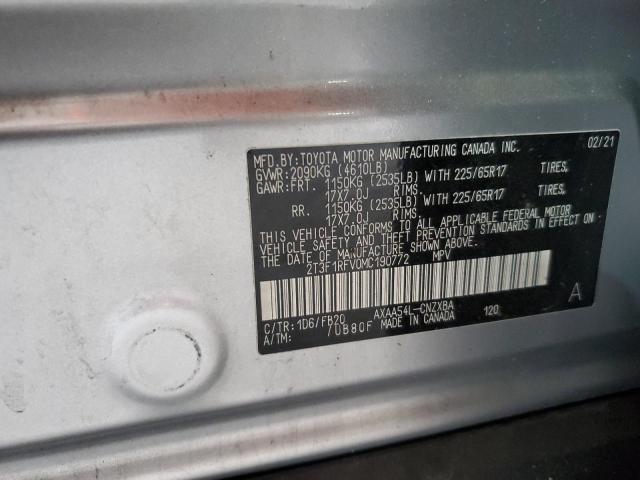 MFD.BY:TOYOTA MOTOR MANUFACTURING CANADA INC. 02/21
GVWR:2090KG (4610LB)
GAWR:FRT. 1150KG (2535LB) WITH 225/65R17 TIRES,
17X7.0J RIMS.
RR. 1150KG (2535LB) WITH 225/65R17 TIRES,
17X7.0J RIMS.
THIS VEHICLE CONFORMS TO ALL APPLICABLE FEDERAL MOTOR
VEHICLE SAFETY AND THEFT PREVENTION STANDARDS IN EFFECT ON
THE DATE OF MANUFACTURE SHOWN ABOVE.
2T3F1RFV0MC190772 MPV
C/TR:1D6/FB20 AXAA54L-CNZXBA A
A/TM: /UB80F MADE IN CANADA 120